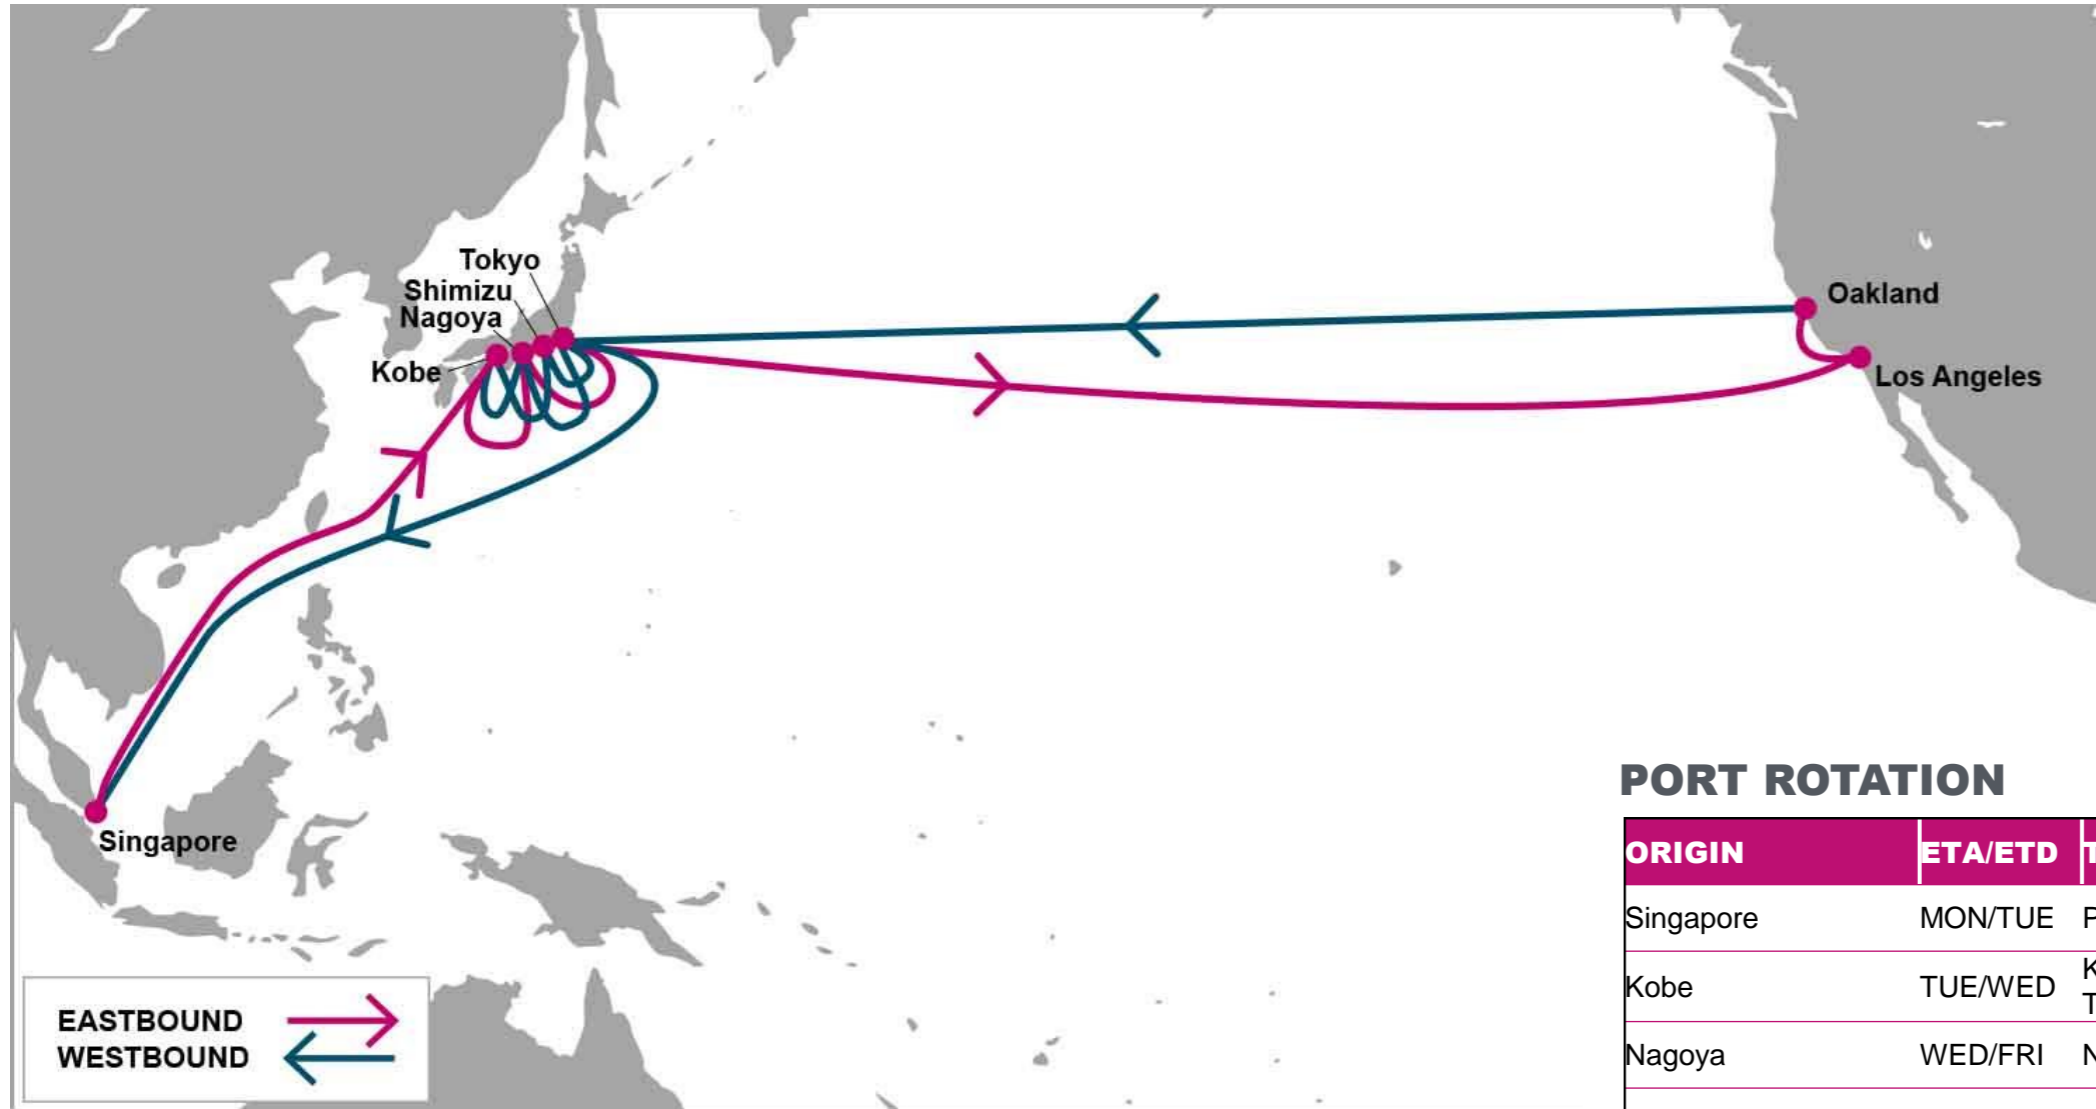 Tokyo
Shimizu
Nagoya
Kobe
Oakland
Los Angeles
Singapore
EASTBOUND
WESTBOUND
PORT ROTATION
ORIGIN ETA/ETD
Singapore MON/TUE
Kobe TUE/WED
Nagoya WED/FRI